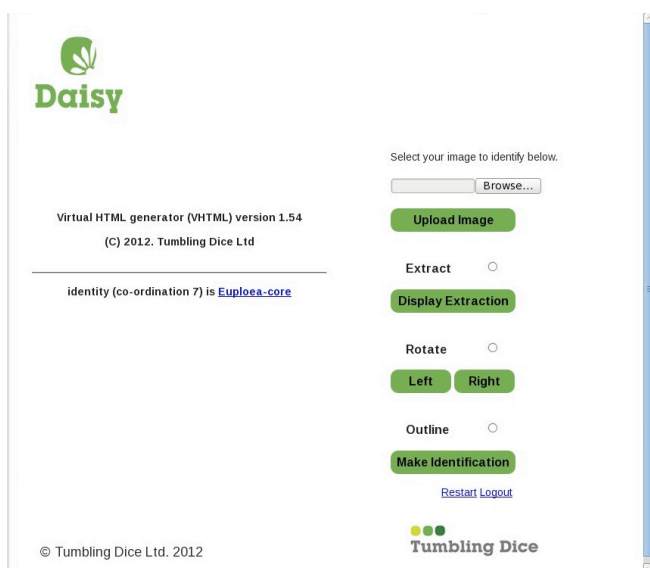 Daisy
Select your image to identify below.
Browse...
Virtual HTML generator (VHTML) version 1.54
Upload Image
(C) 2012. Tumbling Dice Ltd
Extract
identity (co-ordination 7) is Euploea-core
Display Extraction
Rotate
Left Right
Outline
Make Identification
Restart Logout
Tumbling Dice
© Tumbling Dice Ltd. 2012